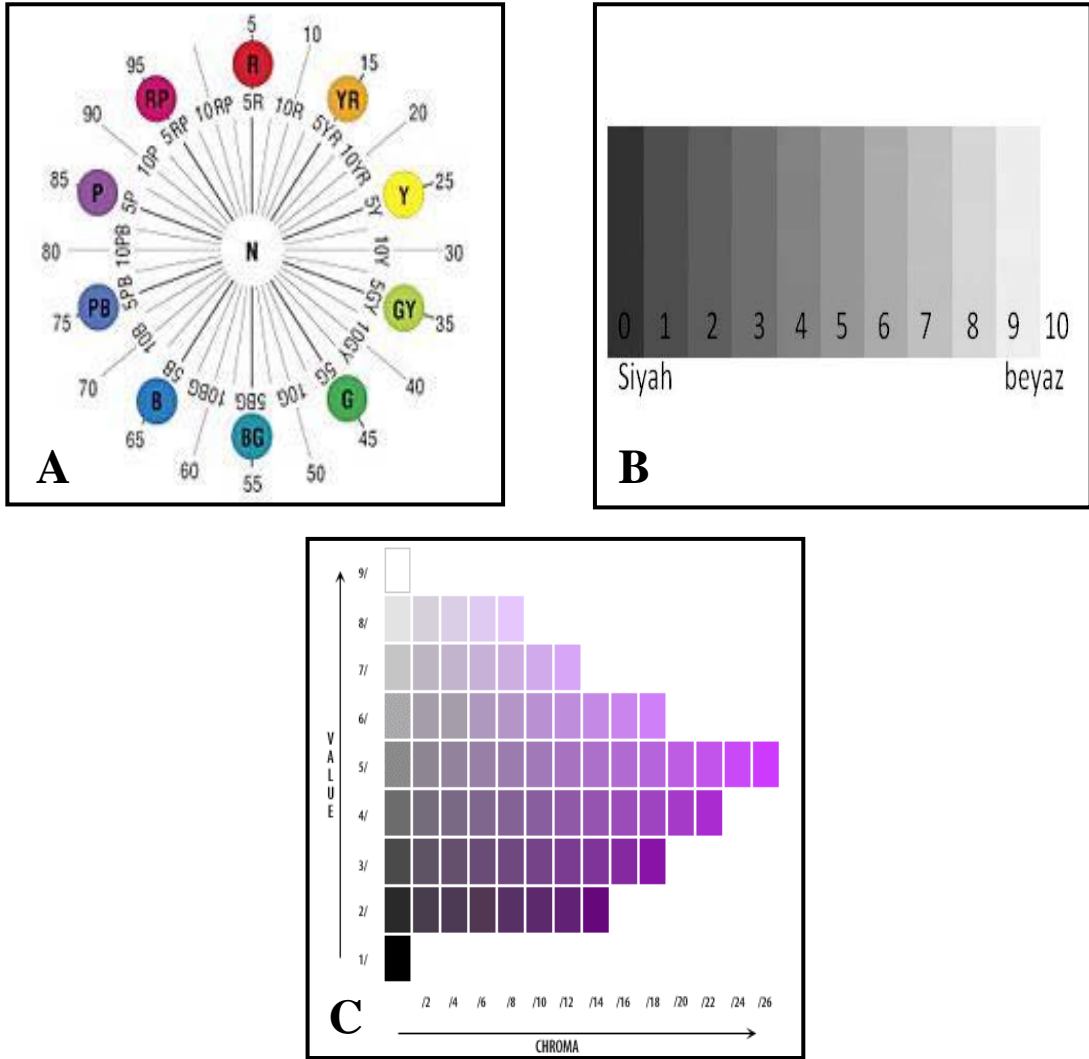 5
95 R 10
RP 15
YR
10RP 5R 10R
90 5RP 5YR 20
10P 10YR
85 P 5P 5Y Y 25
80 10PB N 10Y 30
75 PB 5PB 5GY GY 35
10B 10GY
70 5B 5G 40
10BG 5BG 10G
B G
65 BG 45
60 50
55
A
0 1 2 3 4 5 6 7 8 9 10
Siyah beyaz
B
9/
8/
7/
6/
5/
4/
3/
2/
1/
VALUE
/2 /4 /6 /8 /10 /12 /14 /16 /18 /20 /22 /24 /26
CHROMA
C